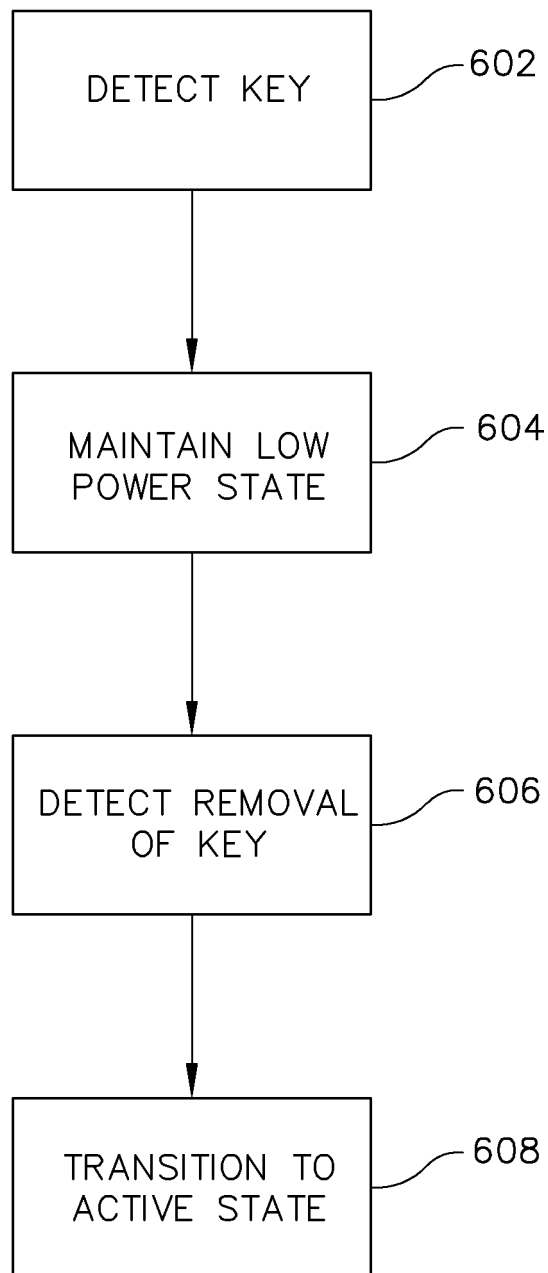 DETECT KEY
602
MAINTAIN LOW
POWER STATE
604
DETECT REMOVAL
OF KEY
606
TRANSITION TO
ACTIVE STATE
608